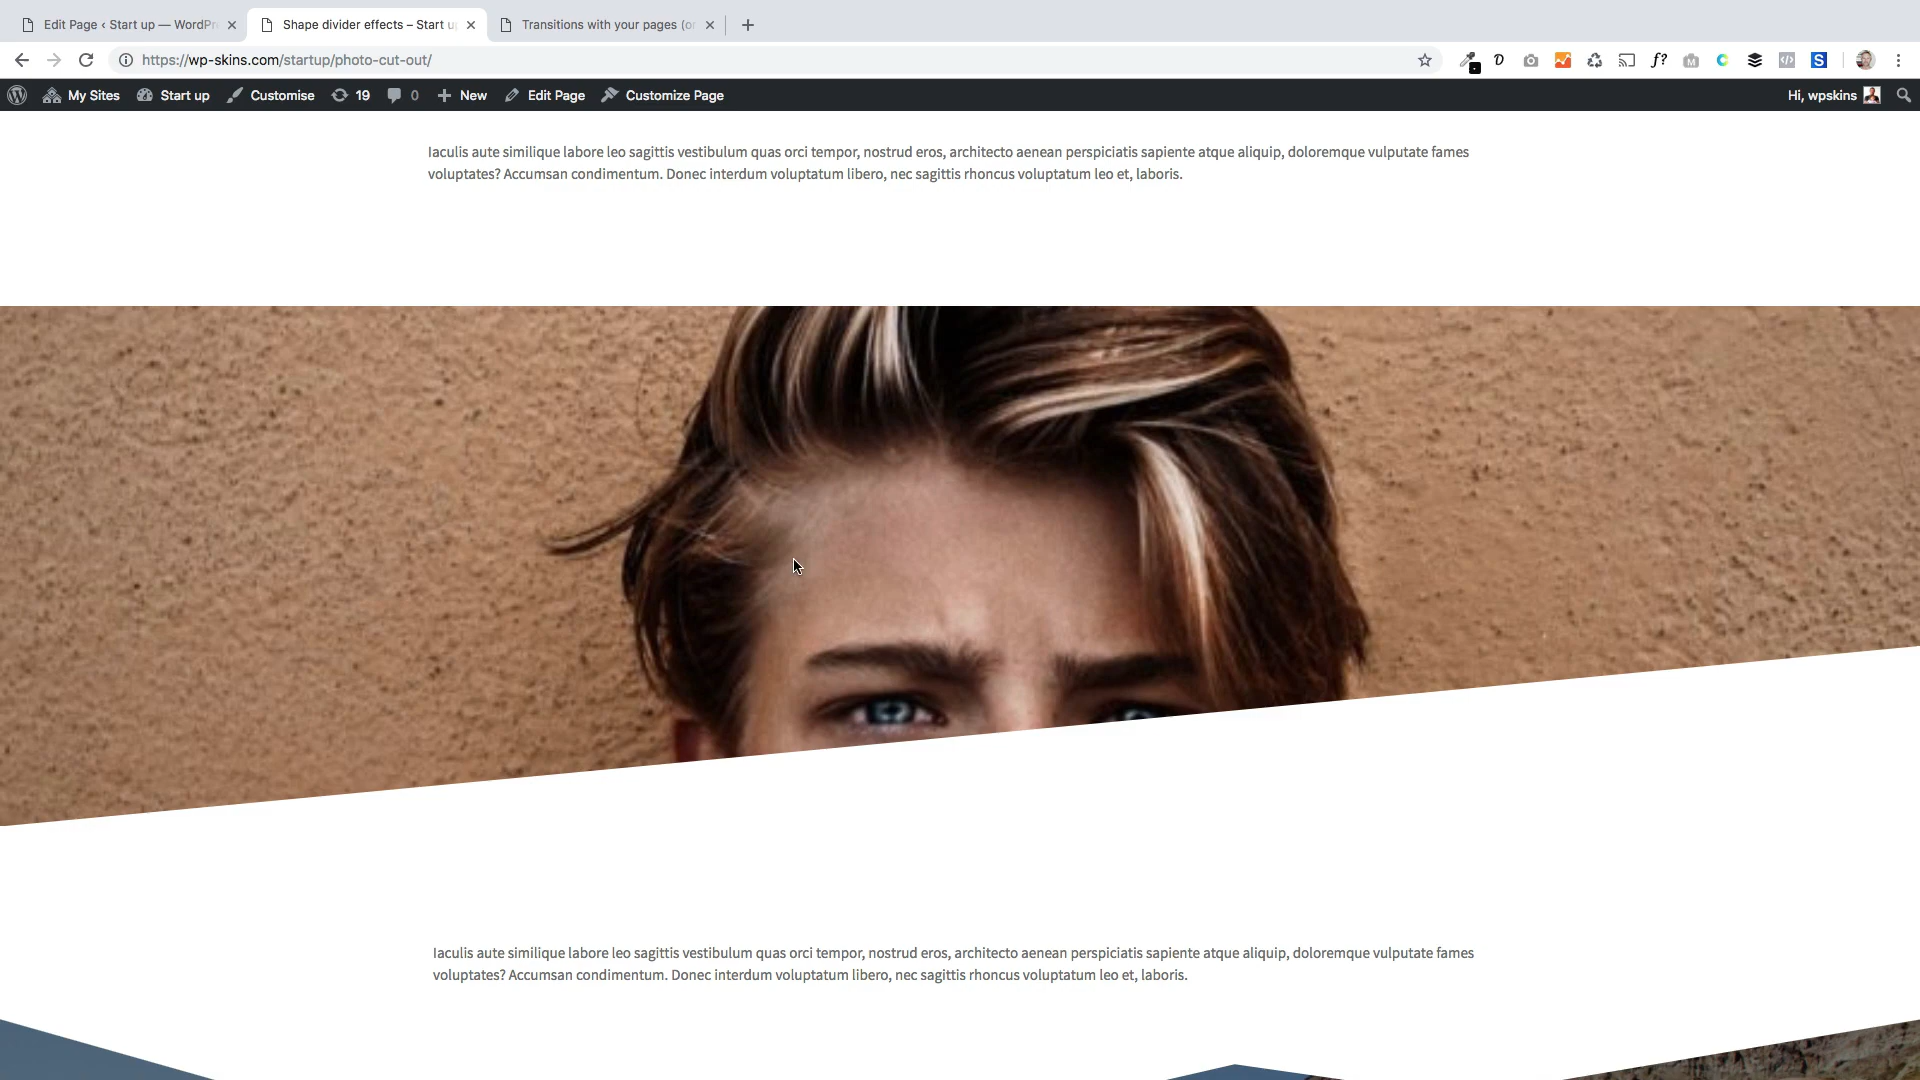 Edit Page ‹ Start up — WordPr
Shape divider effects – Start u
Transitions with your pages (or
https://wp-skins.com/startup/photo-cut-out/
My Sites Start up Customise 19 0 New Edit Page Customize Page Hi, wpskins
Iaculis aute similique labore leo sagittis vestibulum quas orci tempor, nostrud eros, architecto aenean perspiciatis sapiente atque aliquip, doloremque vulputate fames
voluptates? Accumsan condimentum. Donec interdum voluptatum libero, nec sagittis rhoncus voluptatum leo et, laboris.
Iaculis aute similique labore leo sagittis vestibulum quas orci tempor, nostrud eros, architecto aenean perspiciatis sapiente atque aliquip, doloremque vulputate fames
voluptates? Accumsan condimentum. Donec interdum voluptatum libero, nec sagittis rhoncus voluptatum leo et, laboris.